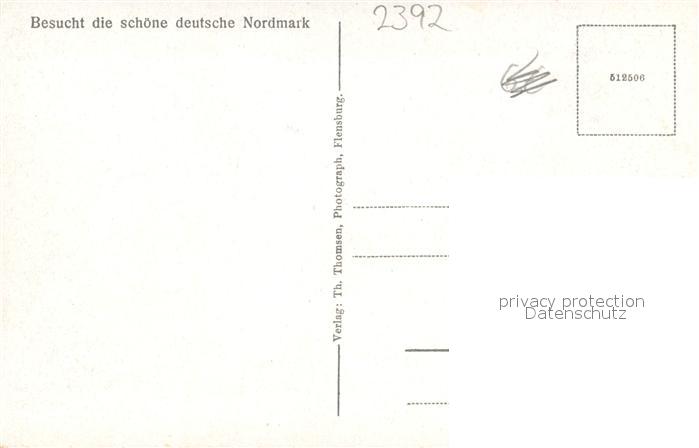 Besucht die schöne deutsche Nordmark
2392
512506
Verlag: Th. Thomsen, Photograph, Flensburg.
privacy protection
Datenschutz